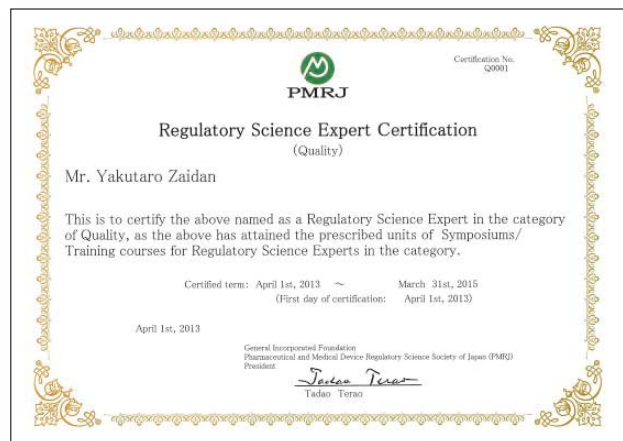 Certification No.
Q0001
PMRJ
Regulatory Science Expert Certification
(Quality)
Mr. Yakutaro Zaidan
This is to certify the above named as a Regulatory Science Expert in the category
of Quality, as the above has attained the prescribed units of Symposiums/
Training courses for Regulatory Science Experts in the category.
Certified term: April 1st, 2013 ～ March 31st, 2015
(First day of certification: April 1st, 2013)
April 1st, 2013
General Incorporated Foundation
Pharmaceutical and Medical Device Regulatory Science Society of Japan (PMRJ)
President
Tadao Terao
Tadao Terao